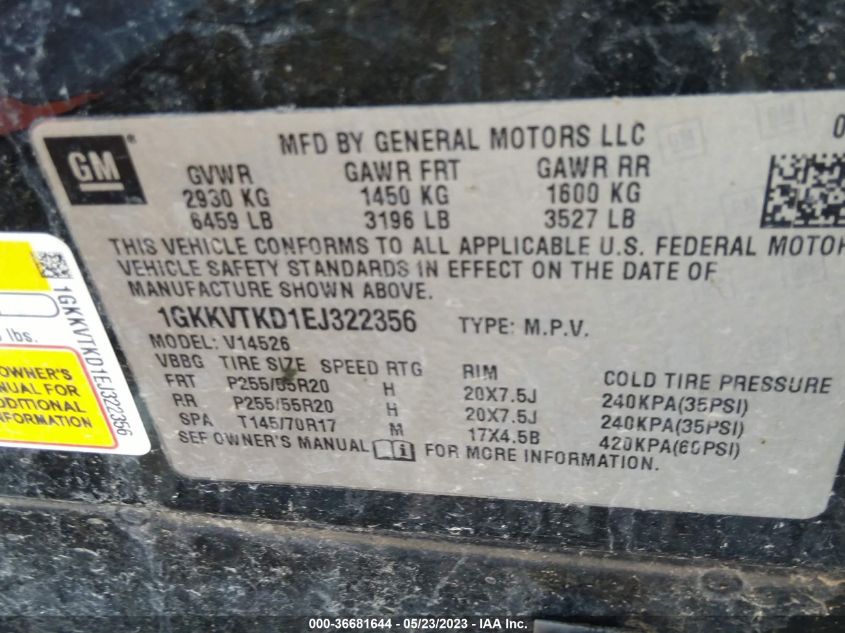 GM
MFD BY GENERAL MOTORS LLC 0
GVWR GAWR FRT GAWR RR
2930 KG 1450 KG 1600 KG
6459 LB 3196 LB 3527 LB
THIS VEHICLE CONFORMS TO ALL APPLICABLE U.S. FEDERAL MOTOR
VEHICLE SAFETY STANDARDS IN EFFECT ON THE DATE OF
MANUFACTURE SHOWN ABOVE.
1GKKVTKD1EJ322356 TYPE: M.P.V.
MODEL: V14526
VBBG TIRE SIZE SPEED RTG RIM COLD TIRE PRESSURE
FRT P255/55R20 H 20X7.5J 240KPA(35PSI)
RR P255/55R20 H 20X7.5J 240KPA(35PSI)
SPA T145/70R17 M 17X4.5B 420KPA(60PSI)
SEE OWNER'S MANUAL FOR MORE INFORMATION.
lbs.
OWNER'S
NUAL FOR
DDITIONAL
FORMATION
1GKKVTKD1EJ322356
000-36681644 - 05/23/2023 - IAA Inc.